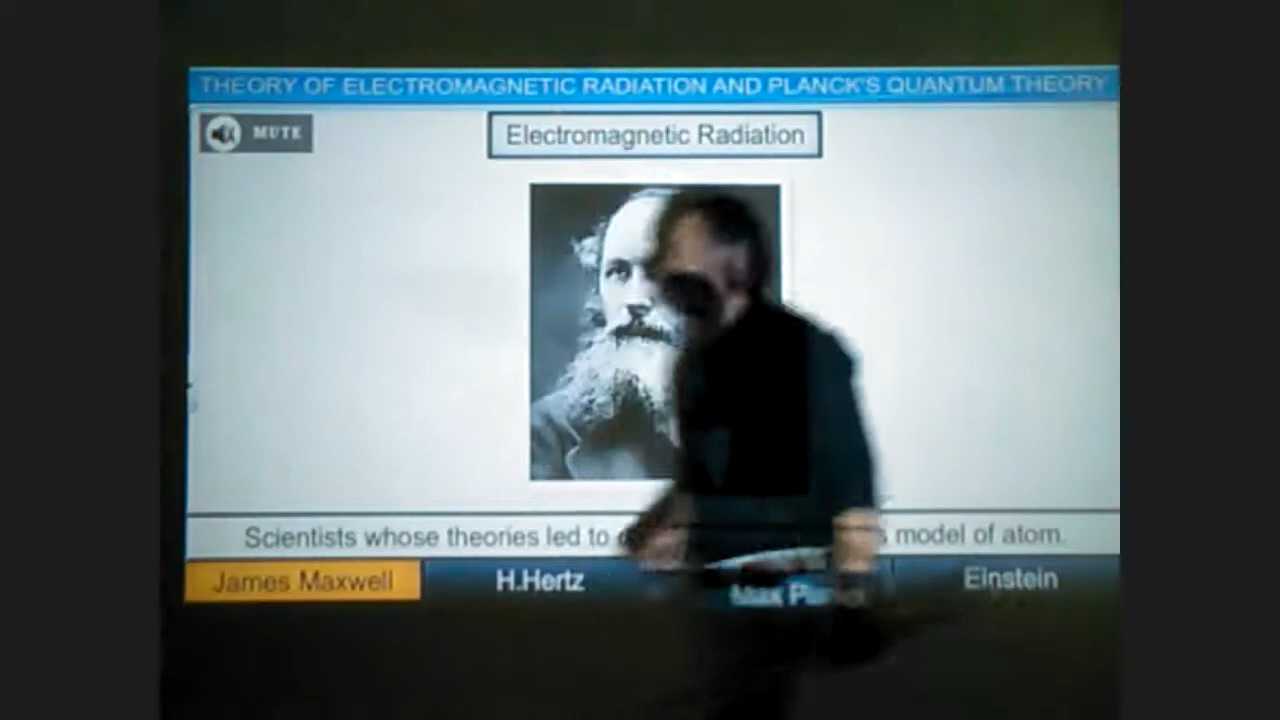 THEORY OF ELECTROMAGNETIC RADIATION AND PLANCK'S QUANTUM THEORY
MUTE
Electromagnetic Radiation
Scientists whose theories led to model of atom.
James Maxwell
H.Hertz
Max
Einstein